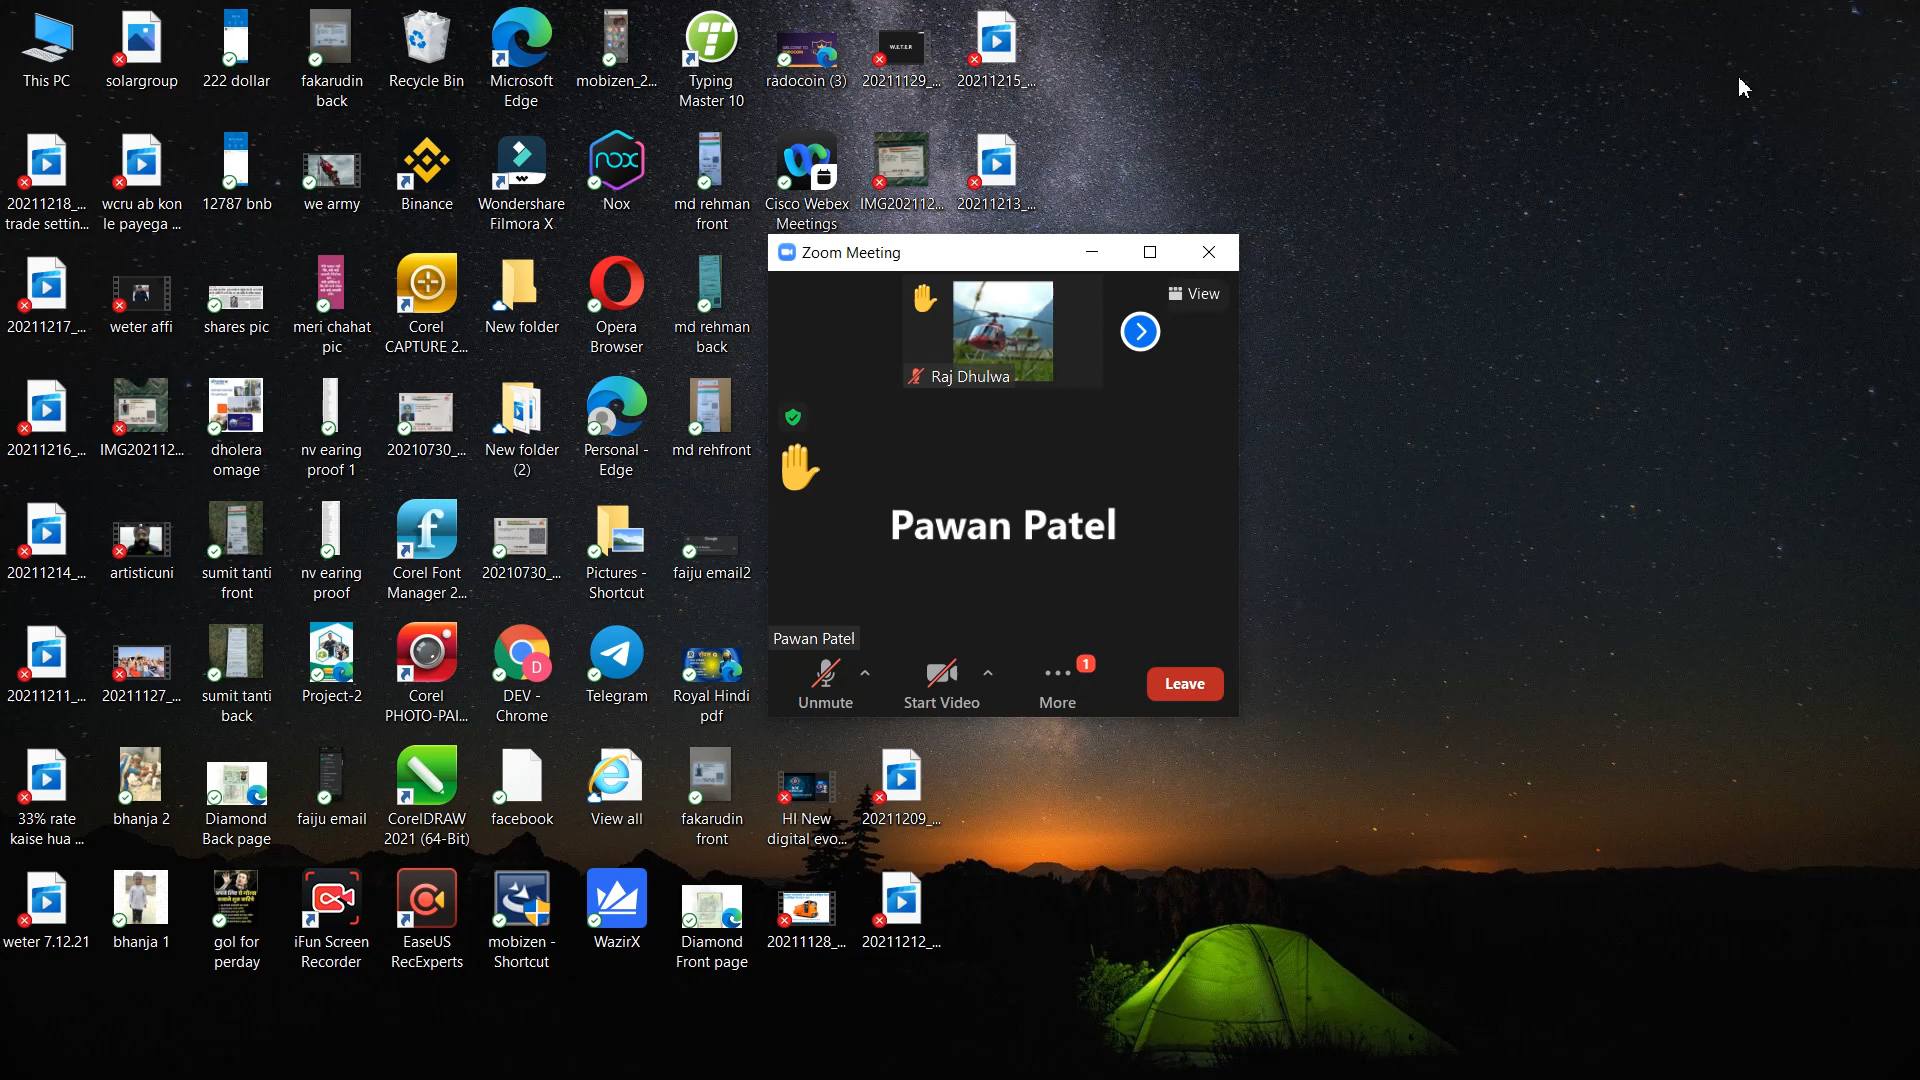 This PC
solargroup
222 dollar
fakarudin
back
Recycle Bin
Microsoft
Edge
mobizen_2...
Typing
Master 10
radocoin (3)
W.E.T.E.R
20211129_...
20211215_...
20211218_...
trade settin...
wcru ab kon
le payega ...
12787 bnb
we army
Binance
Wondershare
Filmora X
nox
Nox
md rehman
front
Cisco Webex
Meetings
IMG202112...
20211213_...
20211217_...
weter affi
shares pic
meri chahat
pic
Corel
CAPTURE 2...
New folder
Opera
Browser
md rehman
back
20211216_...
IMG202112...
dholera
omage
nv earing
proof 1
20210730_...
New folder
(2)
Personal -
Edge
md rehfront
20211214_...
artisticuni
sumit tanti
front
nv earing
proof
Corel Font
Manager 2...
20210730_...
Pictures -
Shortcut
faiju email2
20211211_...
20211127_...
sumit tanti
back
Project-2
Corel
PHOTO-PAI...
D
DEV -
Chrome
Telegram
Royal Hindi
pdf
33% rate
kaise hua ...
bhanja 2
Diamond
Back page
faiju email
CorelDRAW
2021 (64-Bit)
facebook
View all
fakarudin
front
HI New
digital evo...
20211209_...
weter 7.12.21
bhanja 1
gol for
perday
iFun Screen
Recorder
EaseUS
RecExperts
mobizen -
Shortcut
WazirX
Diamond
Front page
20211128_...
20211212_...
Zoom Meeting
View
Raj Dhulwa
Pawan Patel
Pawan Patel
Unmute
Start Video
More
1
Leave